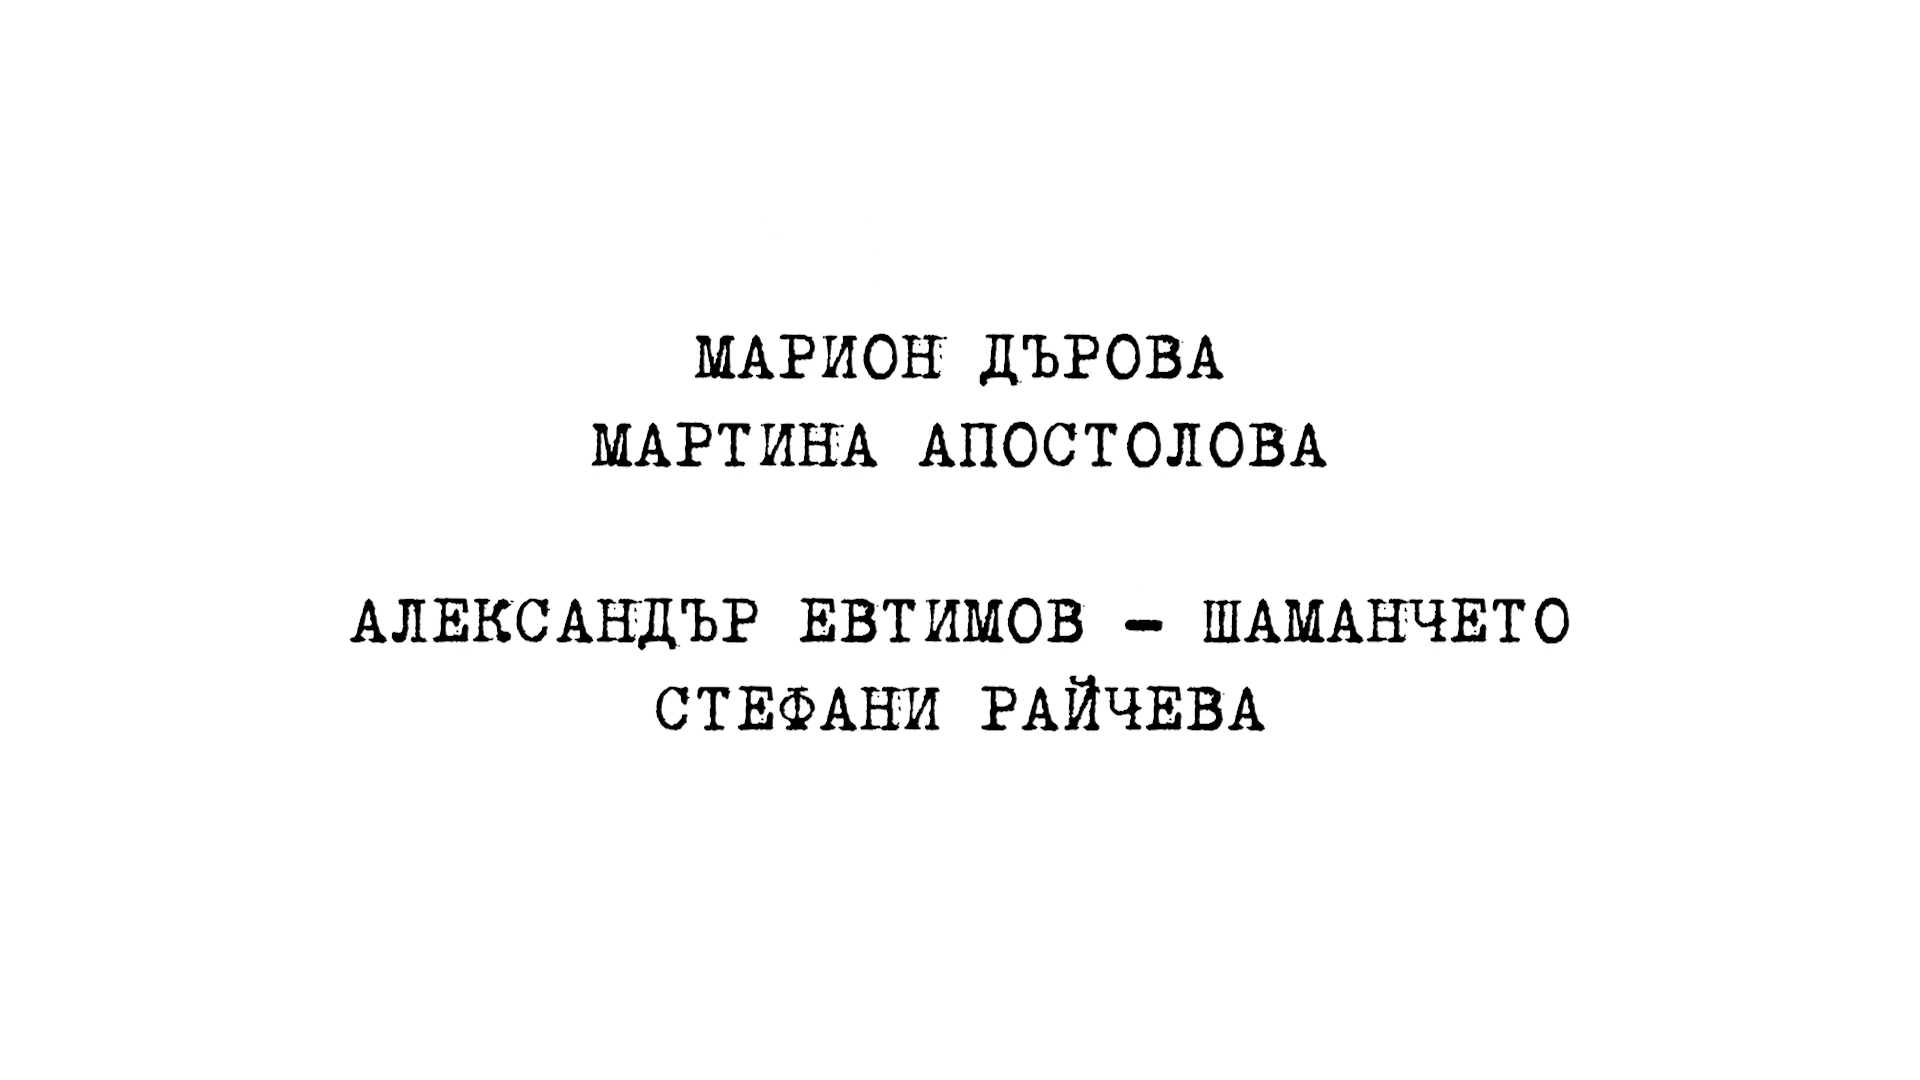 МАРИОН ДЪРОВА
МАРТИНА АПОСТОЛОВА
АЛЕКСАНДЪР ЕВТИМОВ – ШАМАНЧЕТО
СТЕФАНИ РАЙЧЕВА